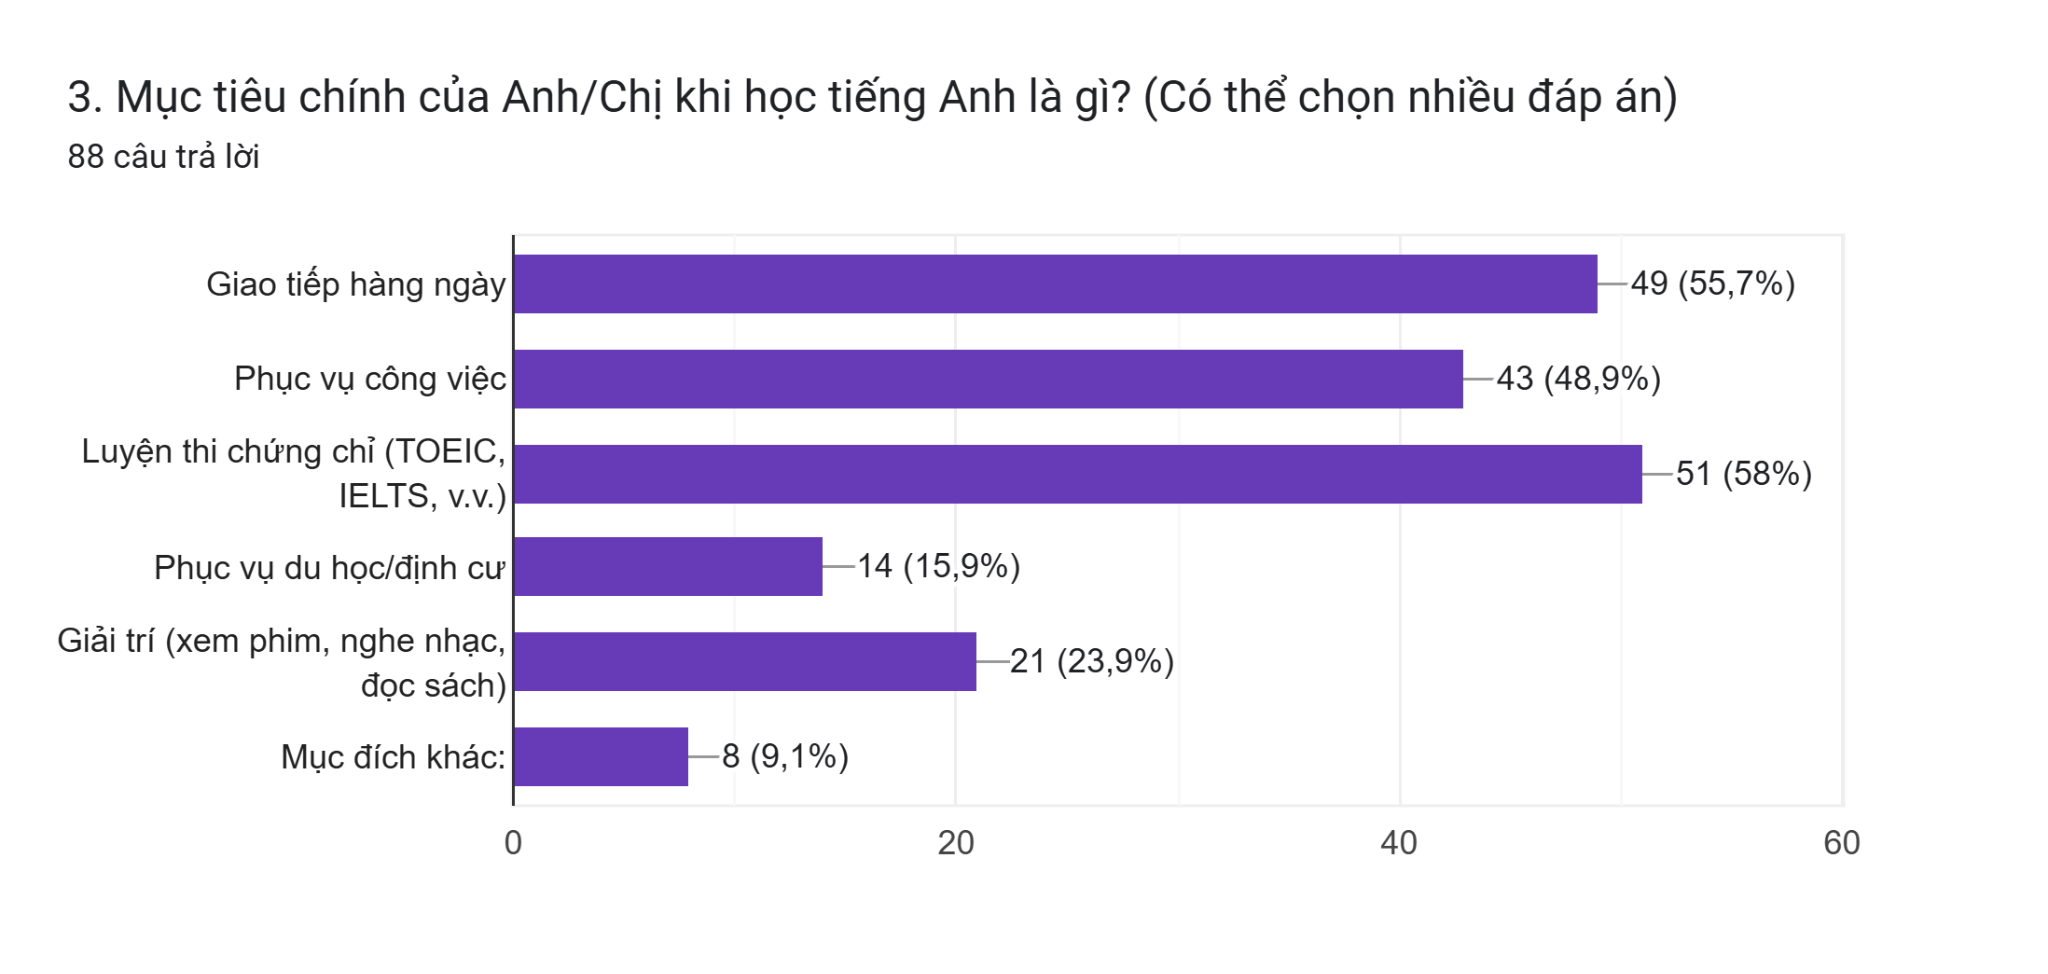 3. Mục tiêu chính của Anh/Chị khi học tiếng Anh là gì? (Có thể chọn nhiều đáp án)
88 câu trả lời
Giao tiếp hàng ngày
49 (55,7%)
Phục vụ công việc
43 (48,9%)
Luyện thi chứng chỉ (TOEIC,
IELTS, v.v.)
51 (58%)
Phục vụ du học/định cư
14 (15,9%)
Giải trí (xem phim, nghe nhạc,
đọc sách)
21 (23,9%)
Mục đích khác:
8 (9,1%)
0 20 40 60